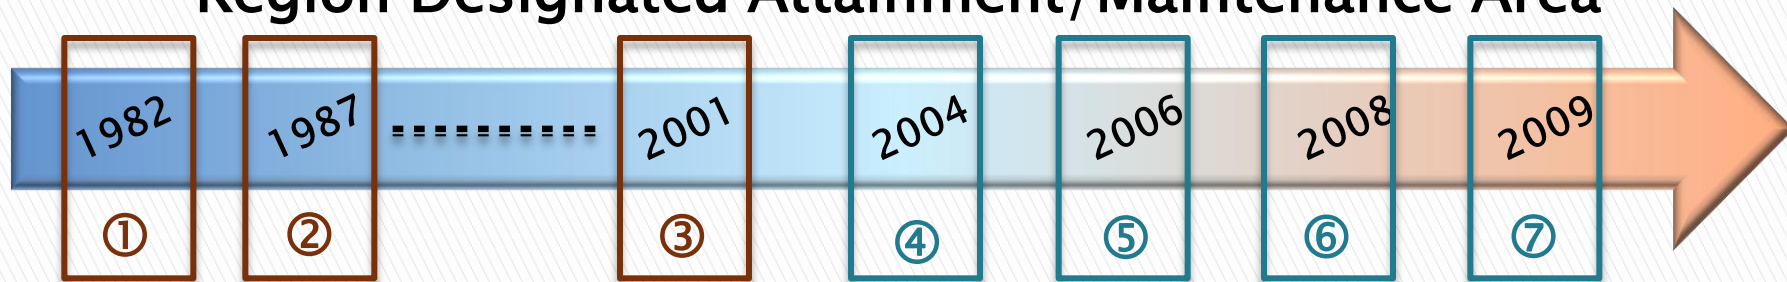 Region Designated Attainment/Maintenance Area
1982 1987 2001 2004 2006 2008 2009
① ② ③ ④ ⑤ ⑥ ⑦